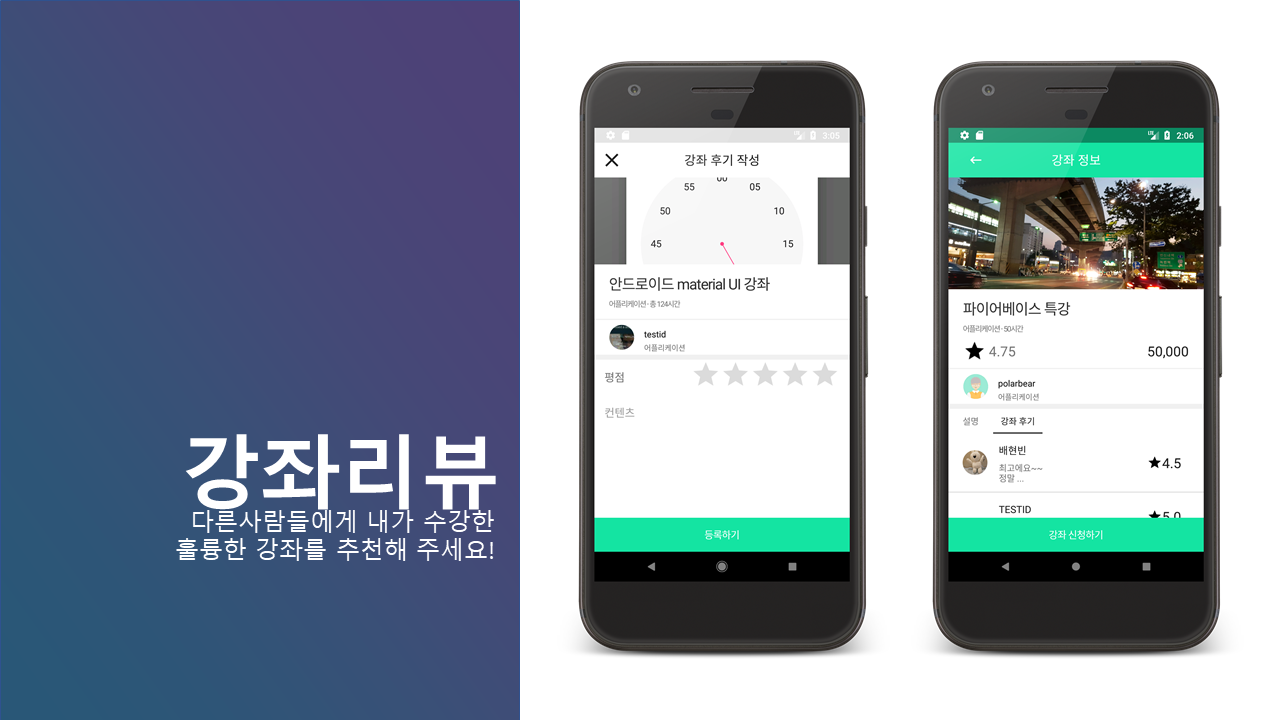 강좌리뷰
다른사람들에게 내가 수강한
훌륭한 강좌를 추천해 주세요!
3:05
강좌 후기 작성
00
55
05
50
10
45
15
안드로이드 material UI 강좌
어플리케이션 · 총 124시간
testid
어플리케이션
평점
컨텐츠
등록하기
LTE
2:06
강좌 정보
파이어베이스 특강
어플리케이션 · 50시간
4.75
50,000
polarbear
어플리케이션
설명
강좌 후기
배현빈
4.5
최고에요~~
정말 ...
TESTID
5.0
강좌 신청하기